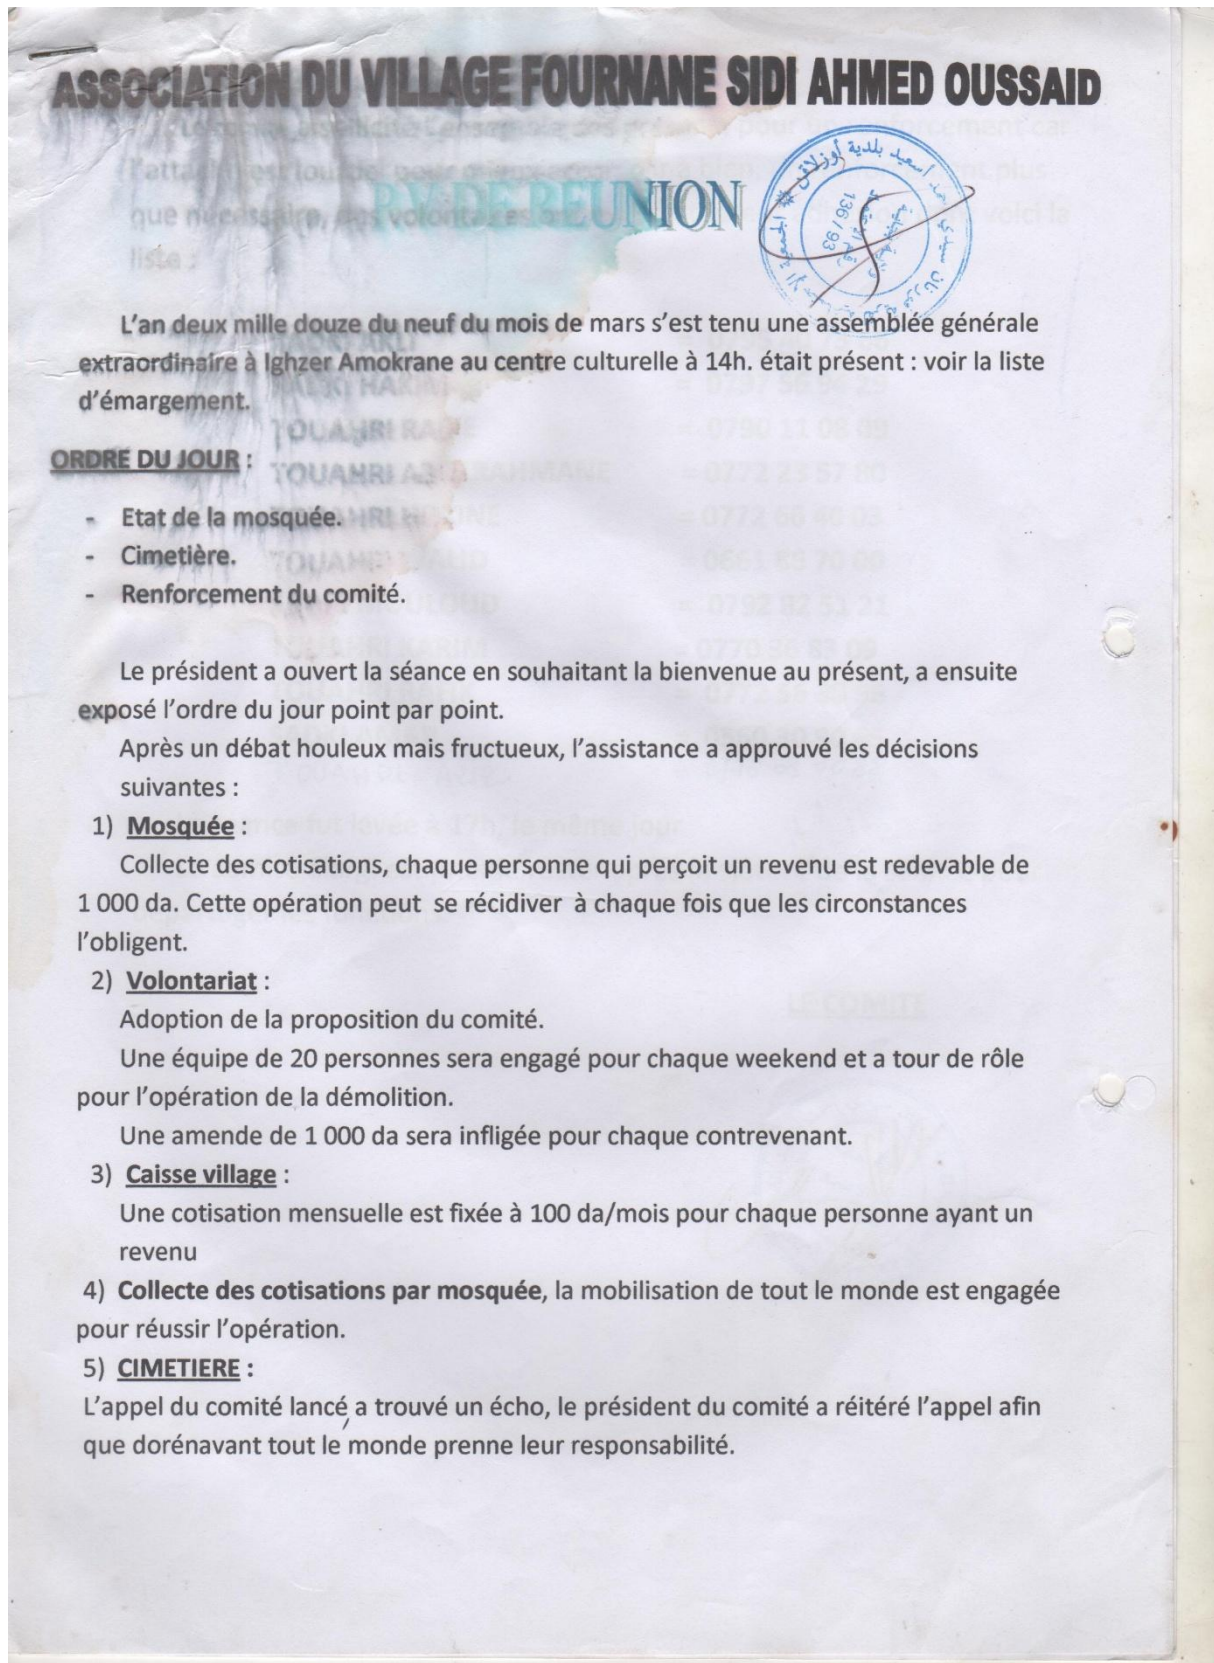 ASSOCIATION DU VILLAGE FOURNANE SIDI AHMED OUSSAID
P.V DE REUNION
136 / 93
L'an deux mille douze du neuf du mois de mars s'est tenu une assemblée générale
extraordinaire à Ighzer Amokrane au centre culturelle à 14h. était présent : voir la liste
d'émargement.
ORDRE DU JOUR :
- Etat de la mosquée.
- Cimetière.
- Renforcement du comité.
Le président a ouvert la séance en souhaitant la bienvenue au présent, a ensuite
exposé l'ordre du jour point par point.
Après un débat houleux mais fructueux, l'assistance a approuvé les décisions
suivantes :
1) Mosquée :
Collecte des cotisations, chaque personne qui perçoit un revenu est redevable de
1 000 da. Cette opération peut se récidiver à chaque fois que les circonstances
l'obligent.
2) Volontariat :
Adoption de la proposition du comité.
Une équipe de 20 personnes sera engagé pour chaque weekend et a tour de rôle
pour l'opération de la démolition.
Une amende de 1 000 da sera infligée pour chaque contrevenant.
3) Caisse village :
Une cotisation mensuelle est fixée à 100 da/mois pour chaque personne ayant un
revenu
4) Collecte des cotisations par mosquée, la mobilisation de tout le monde est engagée
pour réussir l'opération.
5) CIMETIERE :
L'appel du comité lancé a trouvé un écho, le président du comité a réitéré l'appel afin
que dorénavant tout le monde prenne leur responsabilité.